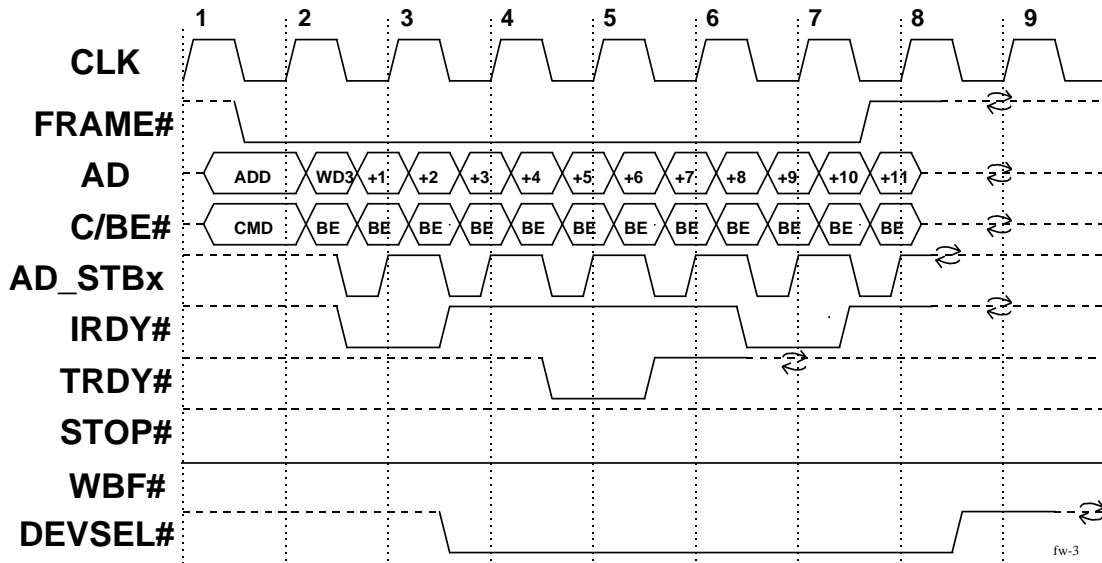 1 2 3 4 5 6 7 8 9
CLK
FRAME#
AD ADD WD3 +1 +2 +3 +4 +5 +6 +7 +8 +9 +10 +11
C/BE# CMD BE BE BE BE BE BE BE BE BE BE BE BE
AD_STBx
IRDY#
TRDY#
STOP#
WBF#
DEVSEL#
fw-3